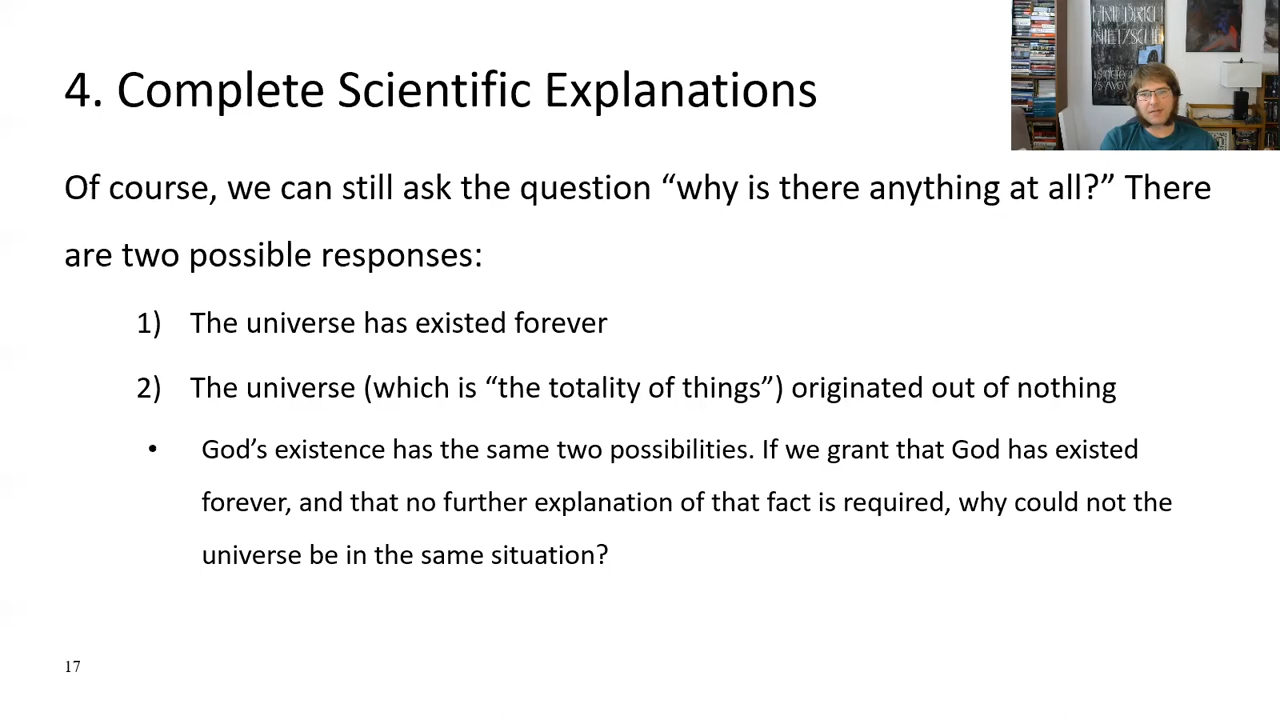 4. Complete Scientific Explanations
FRIEDRICH
NIETZSCHE
Of course, we can still ask the question “why is there anything at all?” There
are two possible responses:
1) The universe has existed forever
2) The universe (which is “the totality of things”) originated out of nothing
• God’s existence has the same two possibilities. If we grant that God has existed
forever, and that no further explanation of that fact is required, why could not the
universe be in the same situation?
17